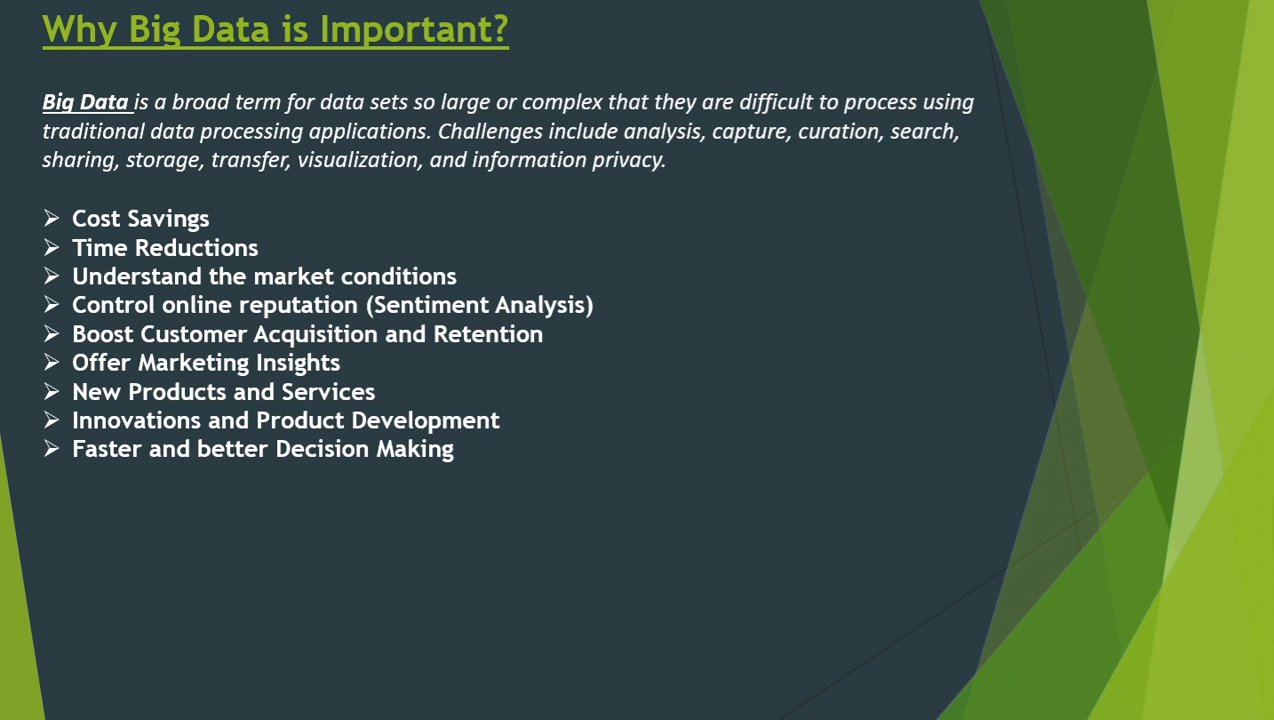 Why Big Data is Important?
Big Data is a broad term for data sets so large or complex that they are difficult to process using
traditional data processing applications. Challenges include analysis, capture, curation, search,
sharing, storage, transfer, visualization, and information privacy.
➢ Cost Savings
➢ Time Reductions
➢ Understand the market conditions
➢ Control online reputation (Sentiment Analysis)
➢ Boost Customer Acquisition and Retention
➢ Offer Marketing Insights
➢ New Products and Services
➢ Innovations and Product Development
➢ Faster and better Decision Making